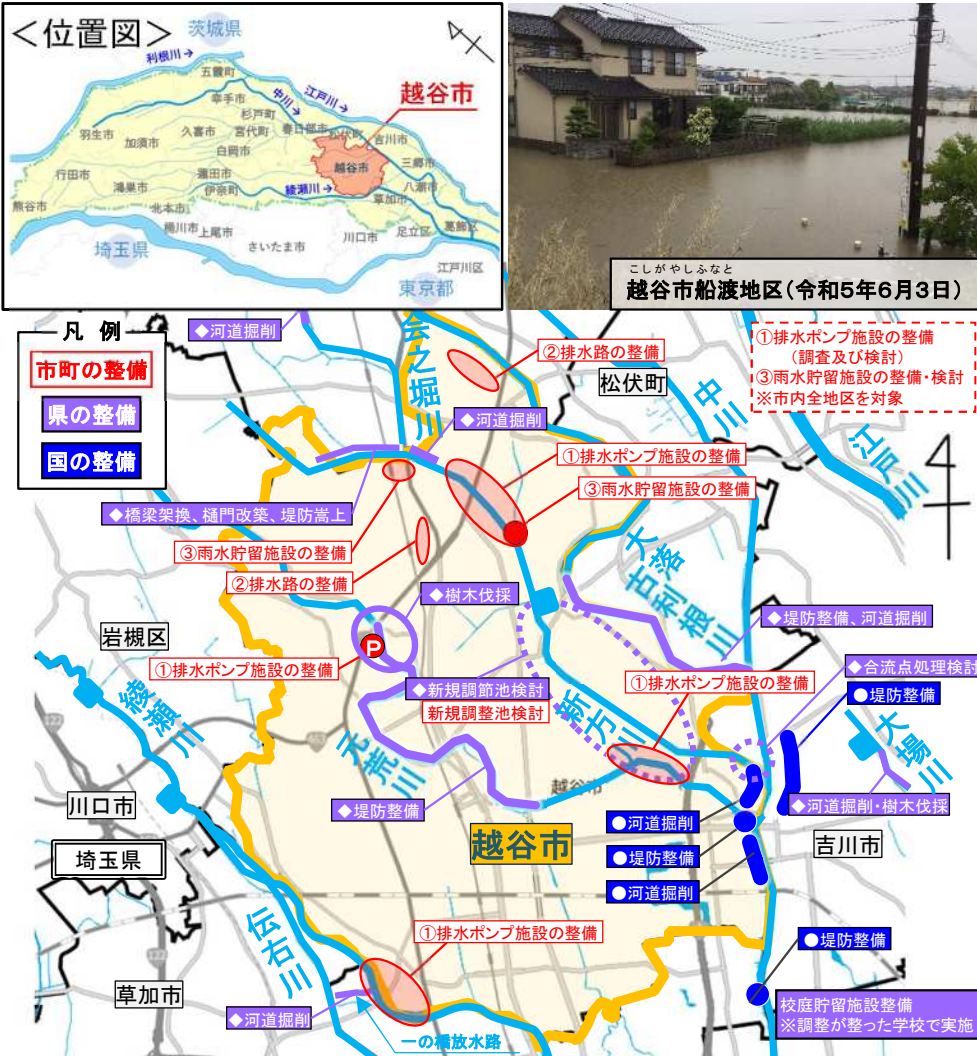 ＜位置図＞
茨城県
利根川→
五霞町
江戸川→
中川→
幸手市
杉戸町
越谷市
羽生市
加須市
久喜市
宮代町
春日部市
松伏町
吉川市
白岡市
三郷市
行田市
蓮田市
越谷市
鴻巣市
伊奈町
綾瀬川→
八潮市
草加市
熊谷市
北本市
桶川市
上尾市
川口市
足立区
葛飾区
さいたま市
埼玉県
江戸川区
東京都
こしがやしふなと
越谷市船渡地区（令和5年6月3日）
凡 例
市町の整備
県の整備
国の整備
◆河道掘削
会之堀川
②排水路の整備
松伏町
①排水ポンプ施設の整備
（調査及び検討）
③雨水貯留施設の整備・検討
※市内全地区を対象
中川
江戸川
◆河道掘削
①排水ポンプ施設の整備
③雨水貯留施設の整備
◆橋梁架換、樋門改築、堤防嵩上
③雨水貯留施設の整備
②排水路の整備
大落古利根川
◆樹木伐採
◆堤防整備、河道掘削
岩槻区
P
①排水ポンプ施設の整備
◆合流点処理検討
◆新規調節池検討
新規調整池検討
①排水ポンプ施設の整備
●堤防整備
綾瀬川
新方川
大場川
122
463
元荒川
越谷市
川口市
◆堤防整備
◆河道掘削・樹木伐採
●河道掘削
越谷市
吉川市
埼玉県
●堤防整備
●河道掘削
伝右川
①排水ポンプ施設の整備
●堤防整備
122
草加市
◆河道掘削
校庭貯留施設整備
※調整が整った学校で実施
一の橋放水路